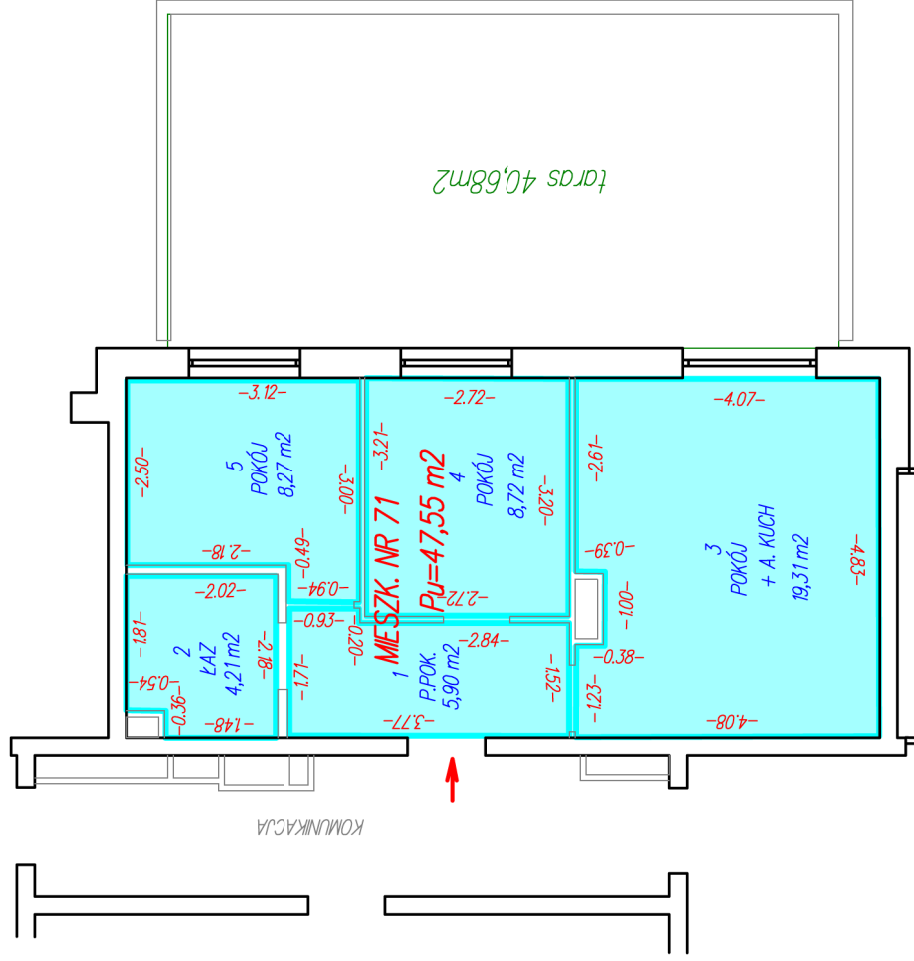 taras 40,68m2
-3.12-
-2.72-
-4.07-
-2.50-
5
POKÓJ
8,27 m2
-3.00-
-3.21-
4
POKÓJ
8,72 m2
-3.20-
-2.61-
3
POKÓJ
+ A. KUCH
19,31 m2
-4.83-
MIESZK. NR 71
Pu=47,55 m2
-2.18-
-0.49-
-0.94-
-0.39-
-1.00-
-0.38-
-2.02-
-1.81-
2
ŁAZ
4,21 m2
-2.18-
-0.54-
-0.36-
-1.48-
-0.93-
-0.20-
-2.72-
-2.84-
-1.71-
1
P.POK.
5,90 m2
-1.52-
-3.77-
-1.23-
-4.08-
KOMUNIKACJA